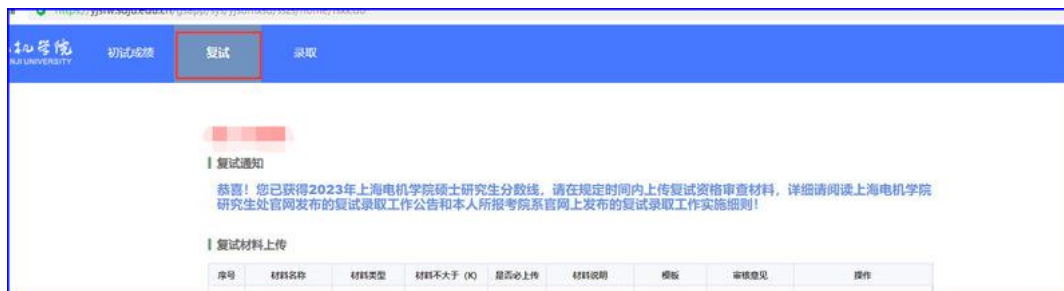 初试成绩
复试
录取
复试通知
恭喜！您已获得2023年上海电机学院硕士研究生分数线，请在规定时间内上传复试资格审查材料，详细请阅读上海电机学院
研究生处官网发布的复试录取工作公告和本人所报考院系官网上发布的复试录取工作实施细则！
复试材料上传
序号 材料名称 材料类型 材料不大于 (K) 是否必上传 材料说明 模板 审核意见 操作